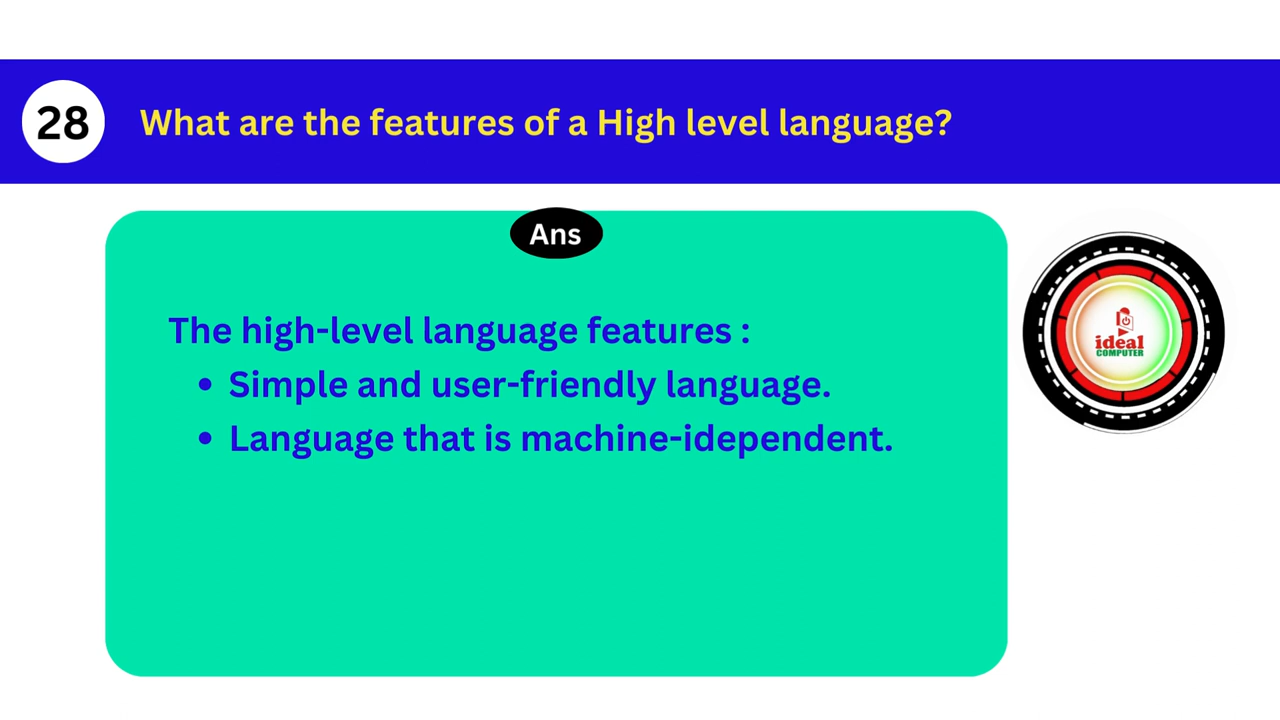 28
What are the features of a High level language?
Ans
The high-level language features :
• Simple and user-friendly language.
• Language that is machine-idependent.
ideal
COMPUTER